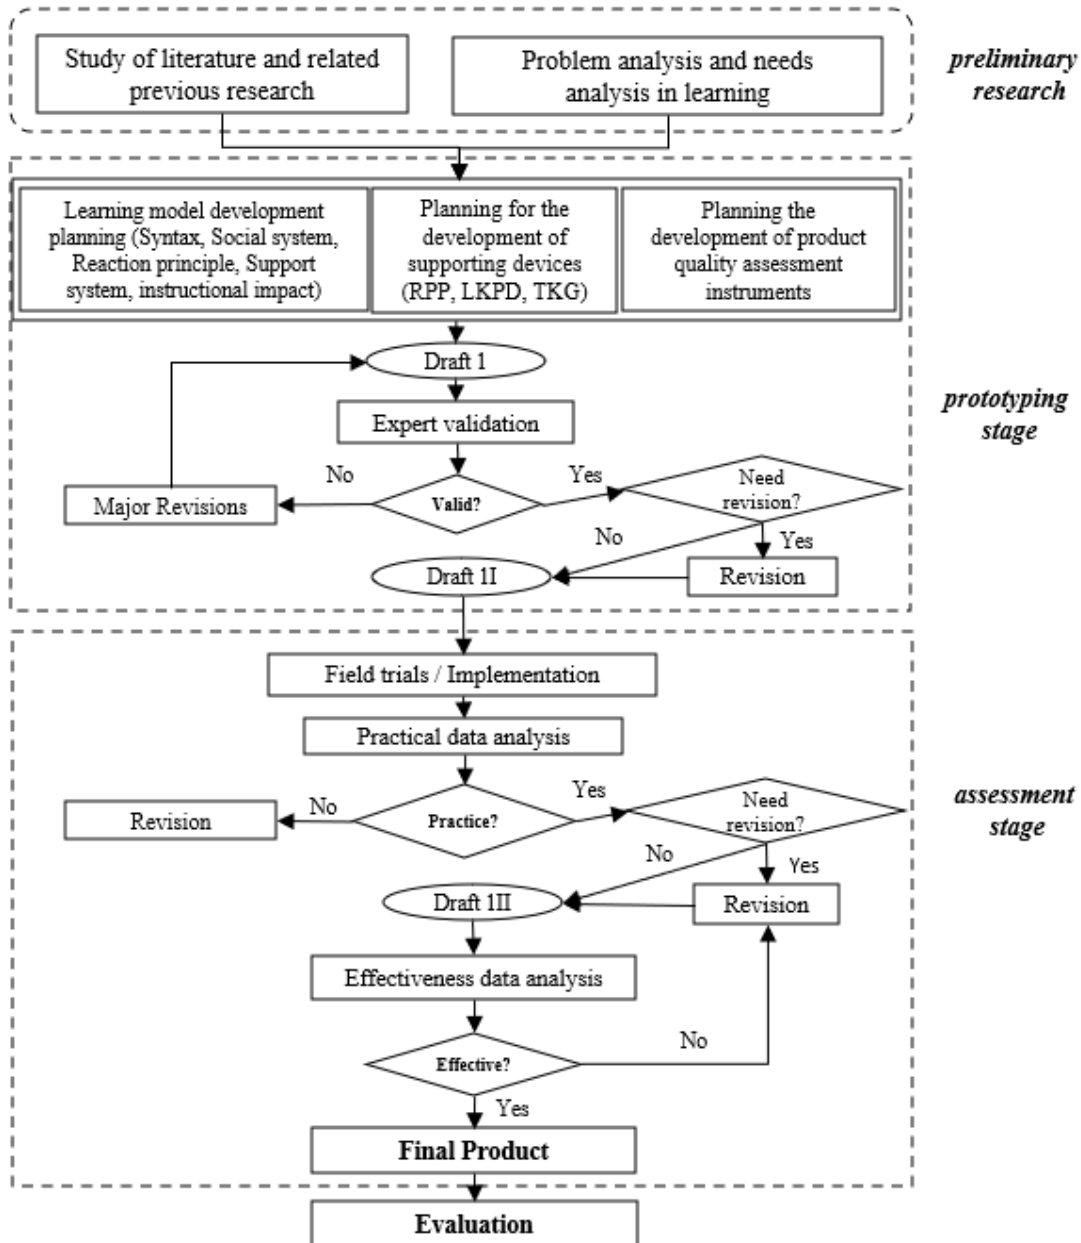 Study of literature and related
previous research
Problem analysis and needs
analysis in learning
preliminary
research
Learning model development
planning (Syntax, Social system,
Reaction principle, Support
system, instructional impact)
Planning for the
development of
supporting devices
(RPP, LKPD, TKG)
Planning the
development of product
quality assessment
instruments
Draft 1
Expert validation
prototyping
stage
No
Yes
Need
revision?
Major Revisions
Valid?
No
Yes
Draft 1I
Revision
Field trials / Implementation
Practical data analysis
Yes
Need
revision?
assessment
stage
Revision
No
Practice?
No
Yes
Draft 1II
Revision
Effectiveness data analysis
No
Effective?
Yes
Final Product
Evaluation